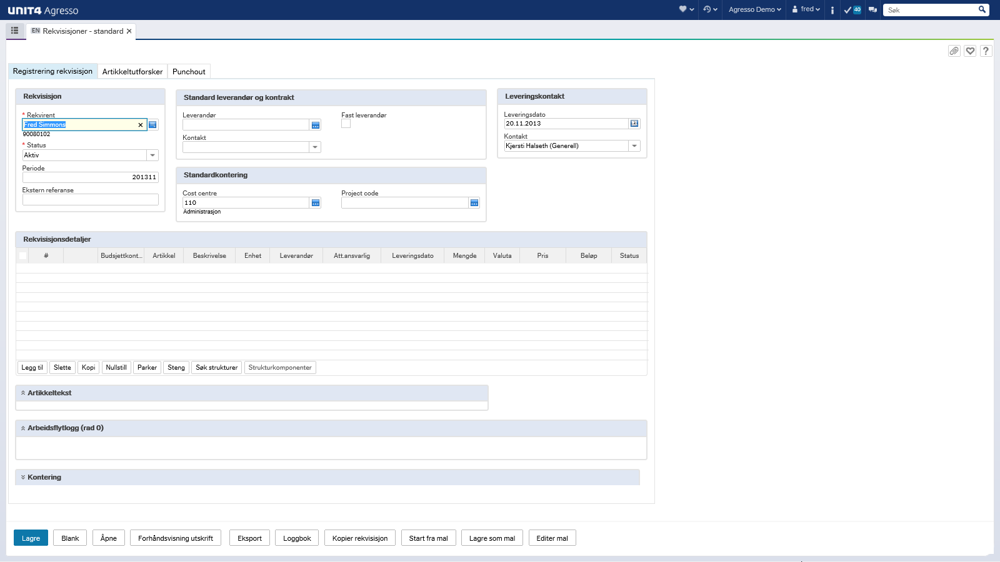 UNIT4 Agresso
Agresso Demo
fred
40
Søk
EN Rekvisisjoner - standard
Registrering rekvisisjon
Artikkeltutforsker
Punchout
Rekvisisjon
* Rekvirent
Fred Simmons
90080102
* Status
Aktiv
Periode
201311
Ekstern referanse
Standard leverandør og kontrakt
Leverandør
Fast leverandør
Kontakt
Standardkontering
Cost centre
Project code
110
Administrasjon
Leveringskontakt
Leveringsdato
20.11.2013
Kontakt
Kjersti Halseth (Generell)
Rekvisisjonsdetaljer
# Budsjettkont... Artikkel Beskrivelse Enhet Leverandør Att.ansvarlig Leveringsdato Mengde Valuta Pris Beløp Status
Legg til Slette Kopi Nullstill Parker Steng Søk strukturer Strukturkomponenter
Artikkeltekst
Arbeidsflytlogg (rad 0)
Kontering
Lagre Blank Åpne Forhåndsvisning utskrift Eksport Loggbok Kopier rekvisisjon Start fra mal Lagre som mal Editer mal